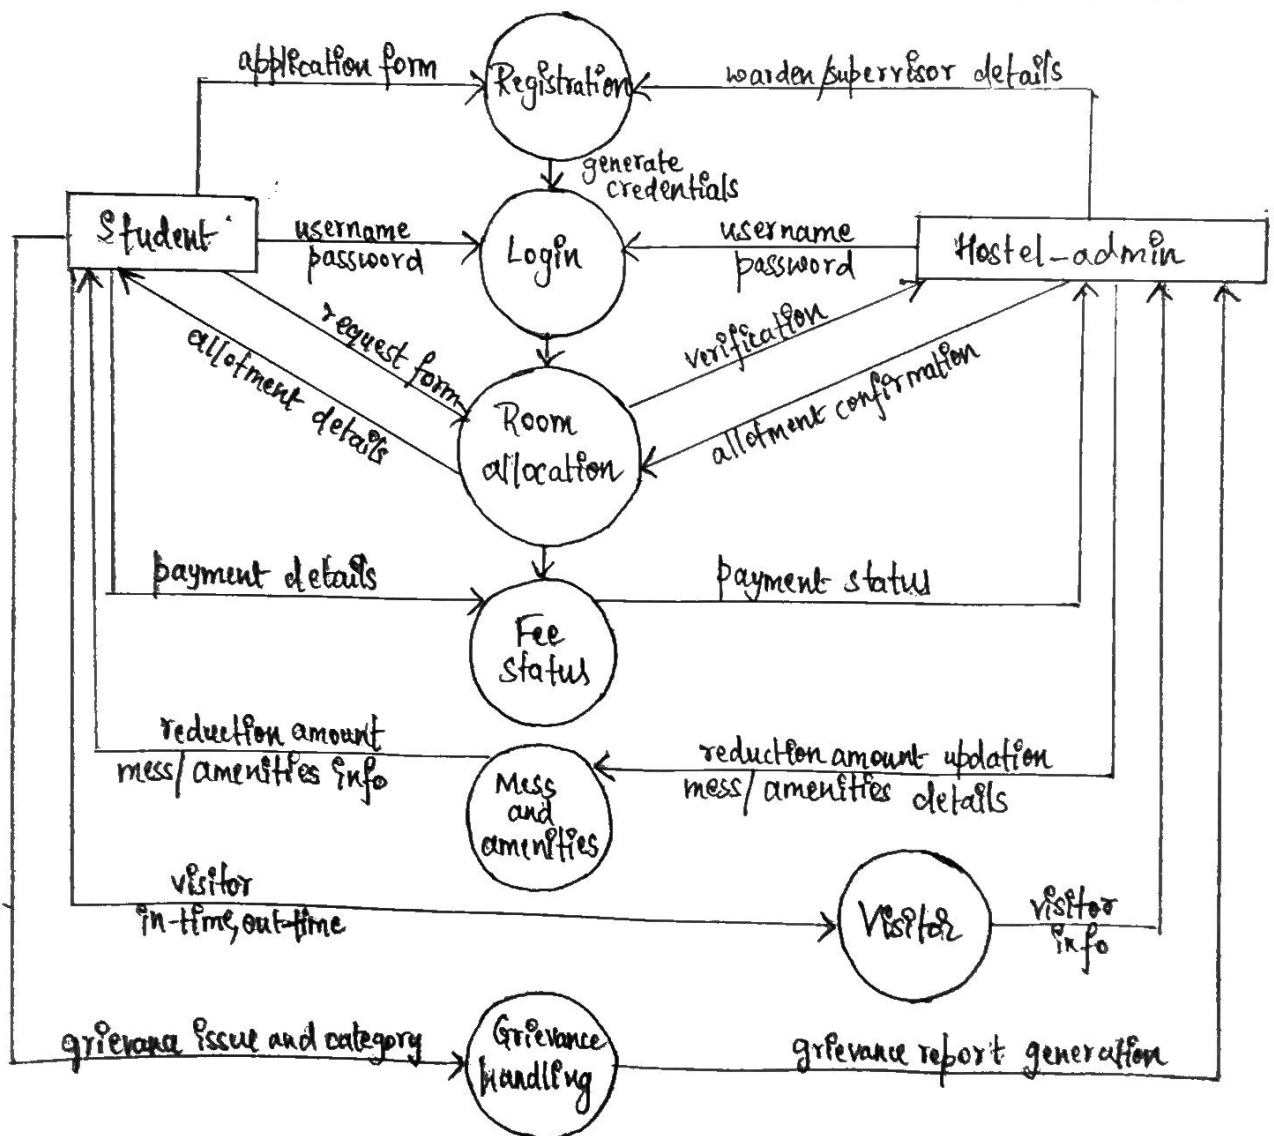 application form
Registration
warden/supervisor details
generate
credentials
Student
username
password
Login
username
password
Hostel-admin
request form
allotment details
verification
allotment confirmation
Room
allocation
payment details
payment status
Fee
status
reduction amount
mess/amenities info
Mess
and
amenities
reduction amount updation
mess/amenities details
visitor
in-time, out-time
Visitor
visitor
info
grievance issue and category
Grievance
handling
grievance report generation